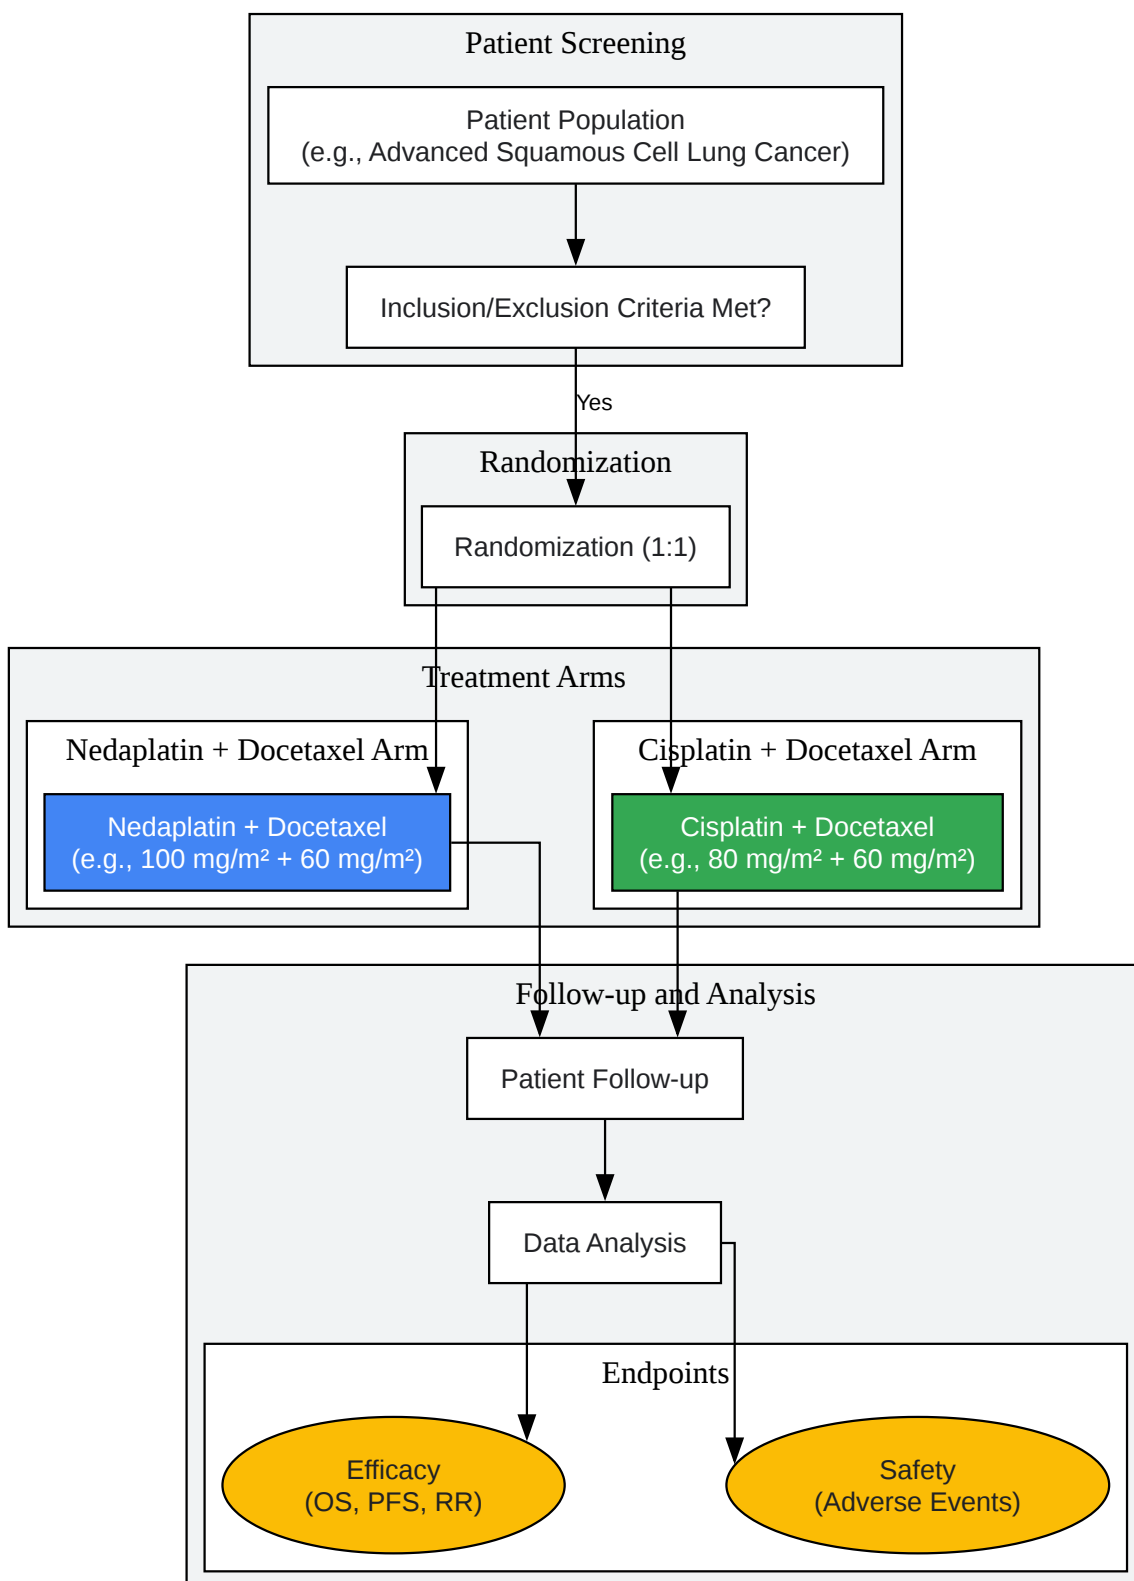 Patient Screening
Patient Population
(e.g., Advanced Squamous Cell Lung Cancer)
Inclusion/Exclusion Criteria Met?
Yes
Randomization
Randomization (1:1)
Treatment Arms
Nedaplatin + Docetaxel Arm
Nedaplatin + Docetaxel
(e.g., 100 mg/m² + 60 mg/m²)
Cisplatin + Docetaxel Arm
Cisplatin + Docetaxel
(e.g., 80 mg/m² + 60 mg/m²)
Follow-up and Analysis
Patient Follow-up
Data Analysis
Endpoints
Efficacy
(OS, PFS, RR)
Safety
(Adverse Events)